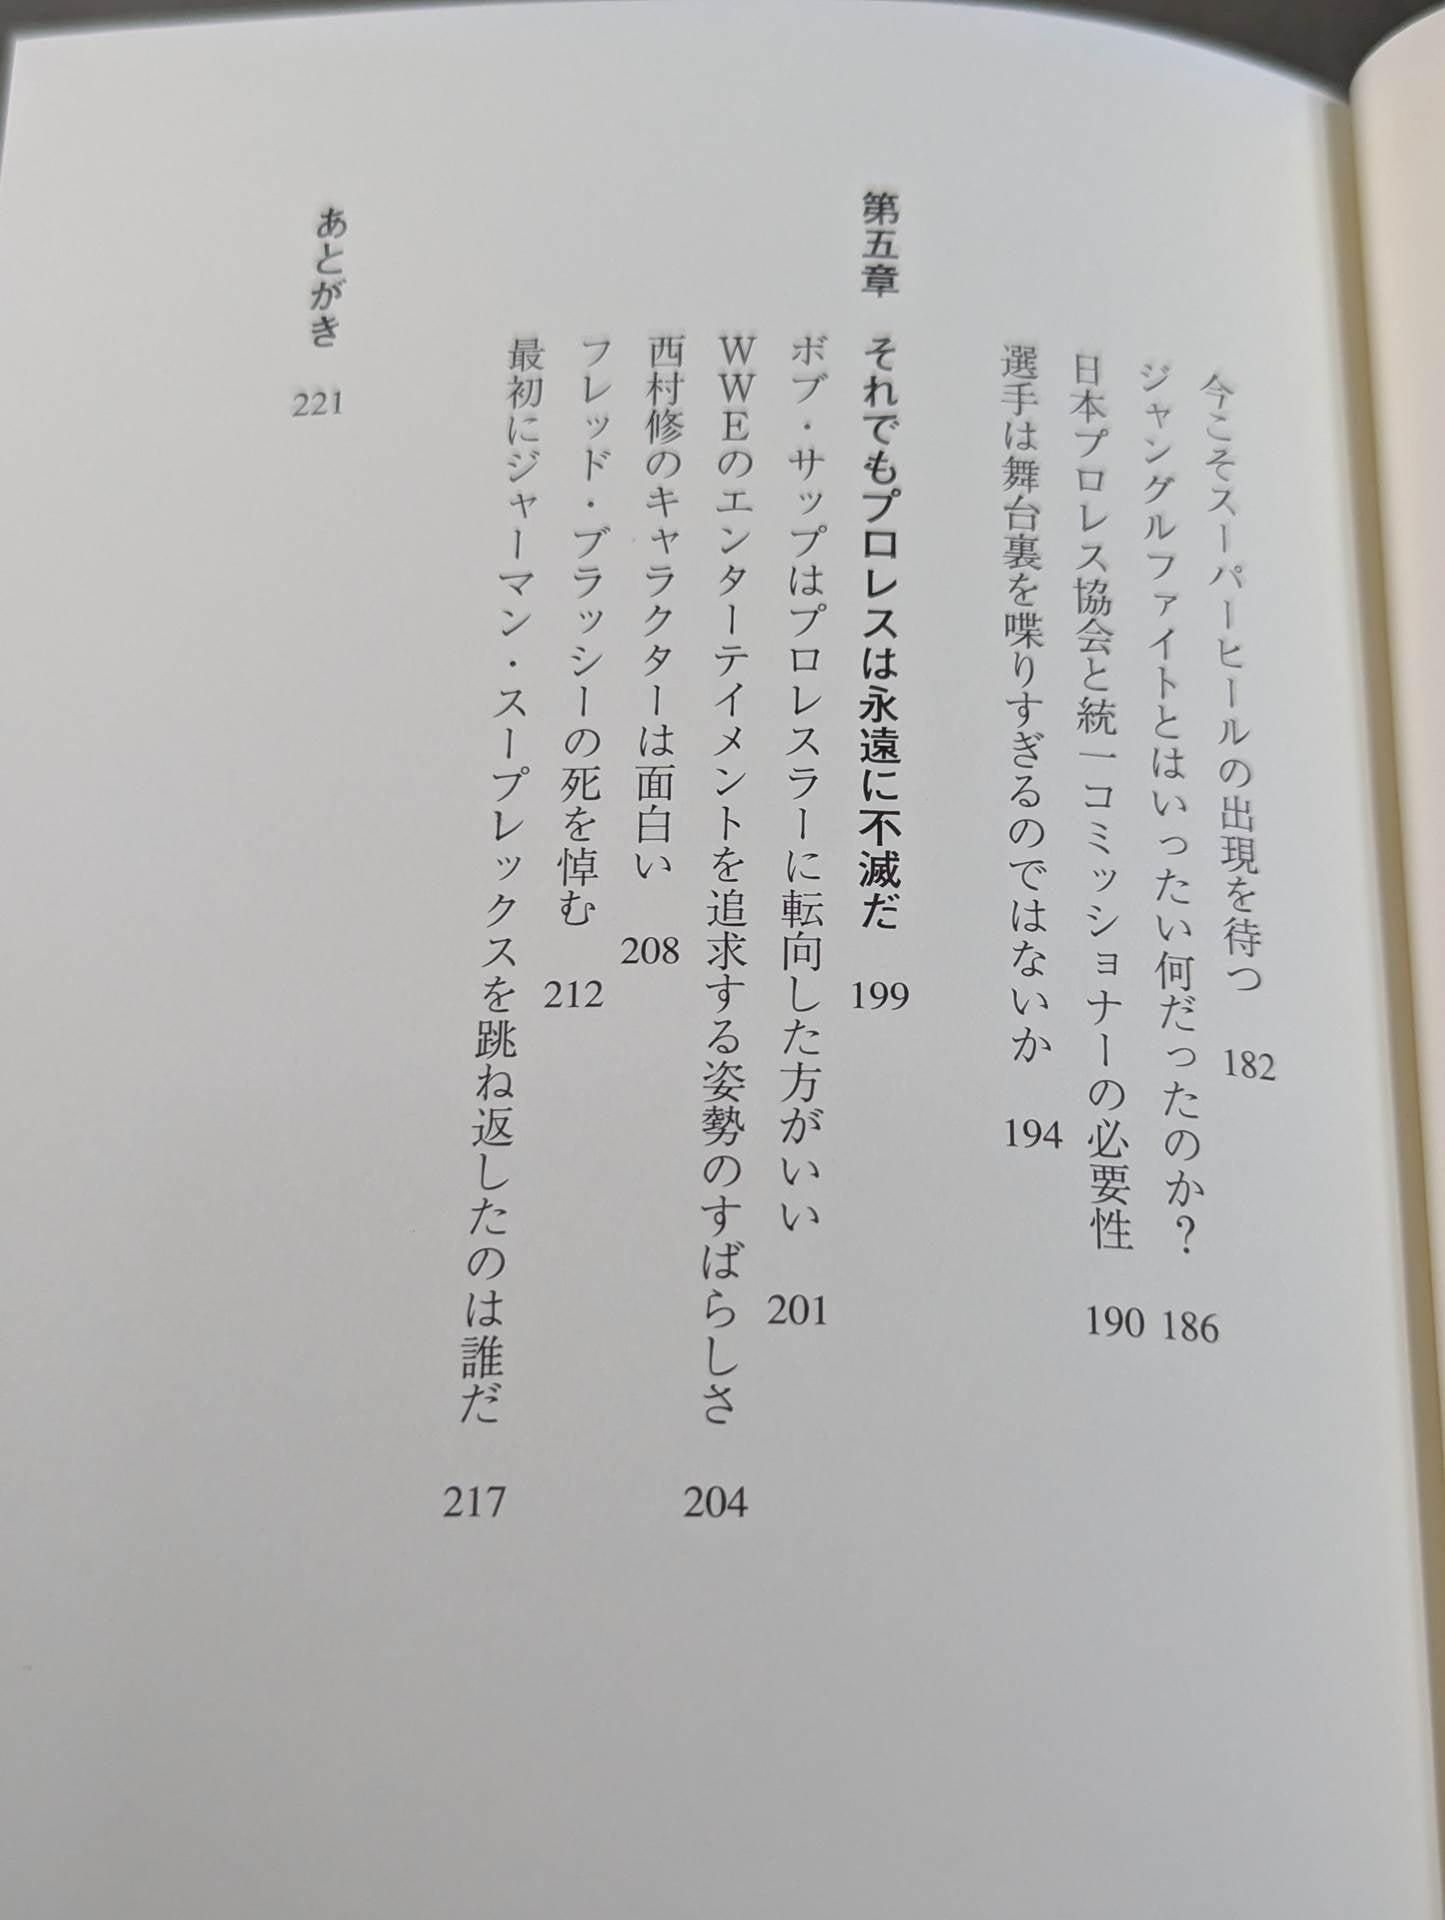 今こそスーパーヒールの出現を待つ 182
ジャングルファイトとはいったい何だったのか? 186
日本プロレス協会と統一コミッショナーの必要性 190
選手は舞台裏を喋りすぎるのではないか 194
第五章 それでもプロレスは永遠に不滅だ 199
ボブ・サップはプロレスラーに転向した方がいい 201
WWEのエンターテイメントを追求する姿勢のすばらしさ 204
西村修のキャラクターは面白い 208
フレッド・ブラッシーの死を悼む 212
最初にジャーマン・スープレックスを跳ね返したのは誰だ 217
あとがき 221